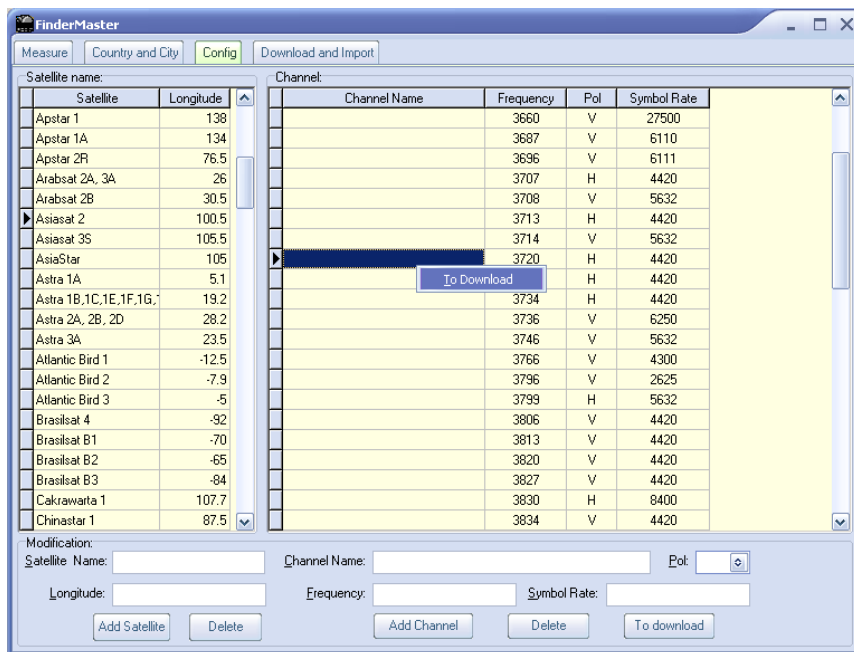 FinderMaster
Measure Country and City Config Download and Import
Satellite name: Channel:
Satellite Longitude Channel Name Frequency Pol Symbol Rate
Apstar 1 138 3660 V 27500
Apstar 1A 134 3687 V 6110
Apstar 2R 76.5 3696 V 6111
Arabsat 2A, 3A 26 3707 H 4420
Arabsat 2B 30.5 3708 V 5632
Asiasat 2 100.5 3713 H 4420
Asiasat 3S 105.5 3714 V 5632
AsiaStar 105 3720 H 4420
Astra 1A 5.1 To Download H 4420
Astra 1B,1C,1E,1F,1G, 19.2 3734 H 4420
Astra 2A, 2B, 2D 28.2 3736 V 6250
Astra 3A 23.5 3746 V 5632
Atlantic Bird 1 -12.5 3766 V 4300
Atlantic Bird 2 -7.9 3796 V 2625
Atlantic Bird 3 -5 3799 H 5632
Brasilsat 4 -92 3806 V 4420
Brasilsat B1 -70 3813 V 4420
Brasilsat B2 -65 3820 V 4420
Brasilsat B3 -84 3827 V 4420
Cakrawarta 1 107.7 3830 H 8400
Chinastar 1 87.5 3834 V 4420
Modification:
Satellite Name: Channel Name: Pol:
Longitude: Frequency: Symbol Rate:
Add Satellite Delete Add Channel Delete To download